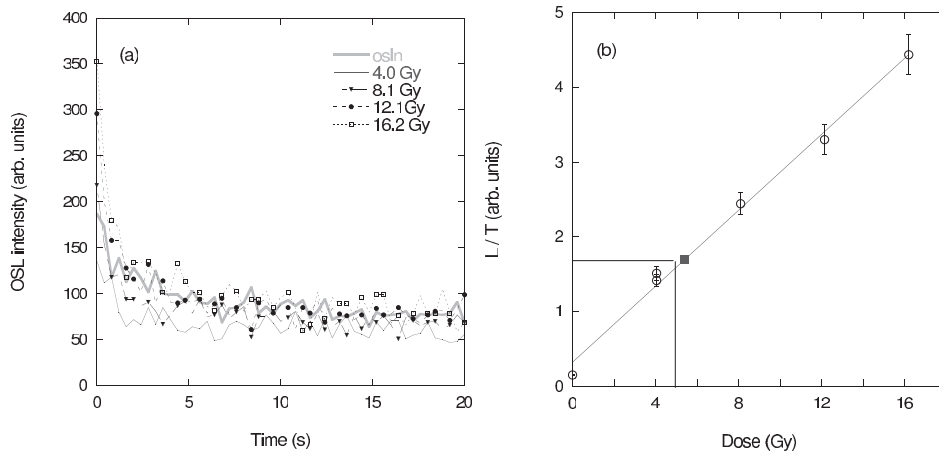 400
350
300
250
200
150
100
50
0
OSL intensity (arb. units)
(a)
osln
4.0 Gy
8.1 Gy
12.1Gy
16.2 Gy
0 5 10 15 20
Time (s)
5
4
3
2
1
0
L / T (arb. units)
(b)
0 4 8 12 16
Dose (Gy)